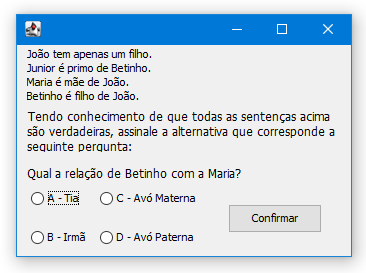 João tem apenas um filho.
Junior é primo de Betinho.
Maria é mãe de João.
Betinho é filho de João.
Tendo conhecimento de que todas as sentenças acima
são verdadeiras, assinale a alternativa que corresponde a
seguinte pergunta:
Qual a relação de Betinho com a Maria?
A - Tia
C - Avó Materna
B - Irmã
D - Avó Paterna
Confirmar